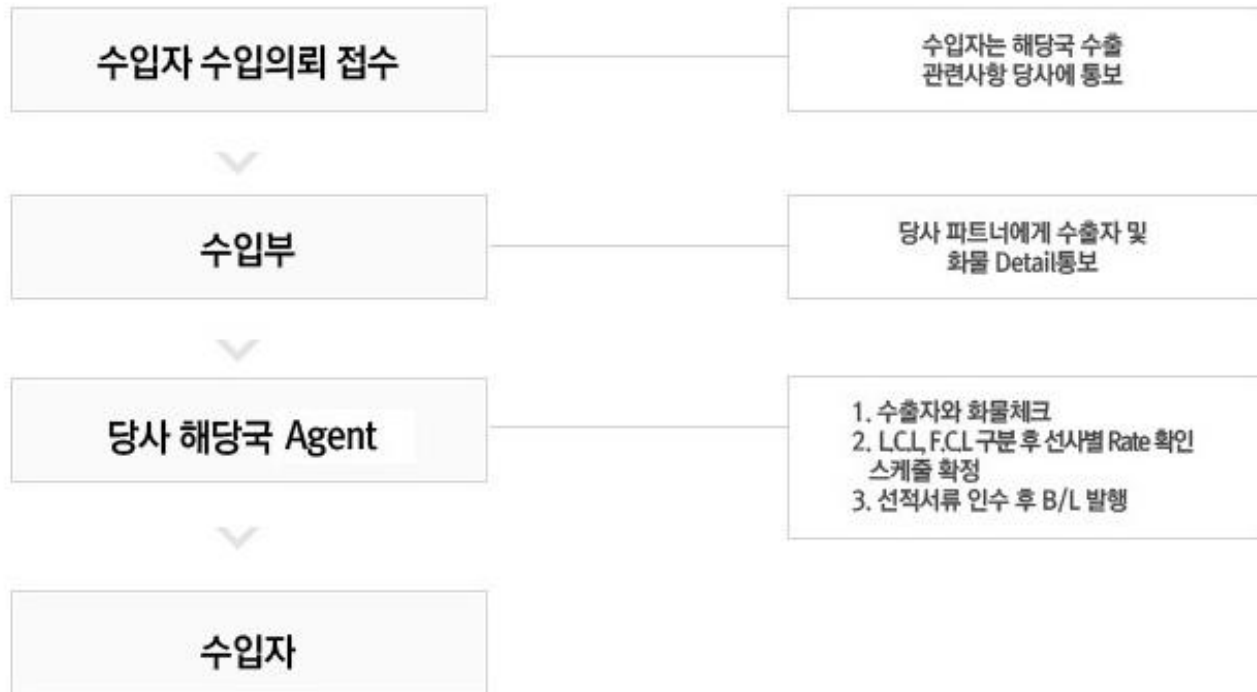 수입자 수입의뢰 접수
수입자는 해당국 수출
관련사항 당사에 통보
수입부
당사 파트너에게 수출자 및
화물 Detail통보
당사 해당국 Agent
1. 수출자와 화물체크
2. L.C.L, F.C.L 구분 후 선사별 Rate 확인
스케줄 확정
3. 선적서류 인수 후 B/L 발행
수입자